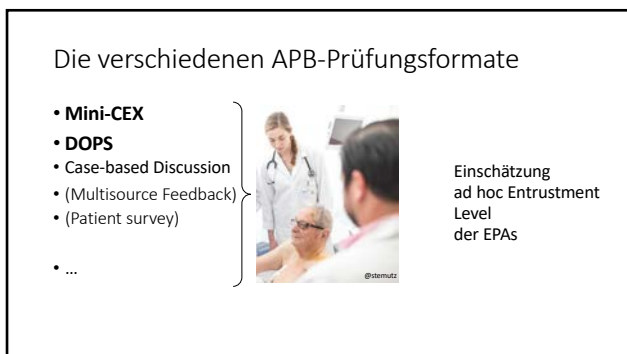 Die verschiedenen APB-Prüfungsformate
• Mini-CEX
• DOPS
• Case-based Discussion
• (Multisource Feedback)
• (Patient survey)
• ...
@stemutz
Einschätzung
ad hoc Entrustment
Level
der EPAs